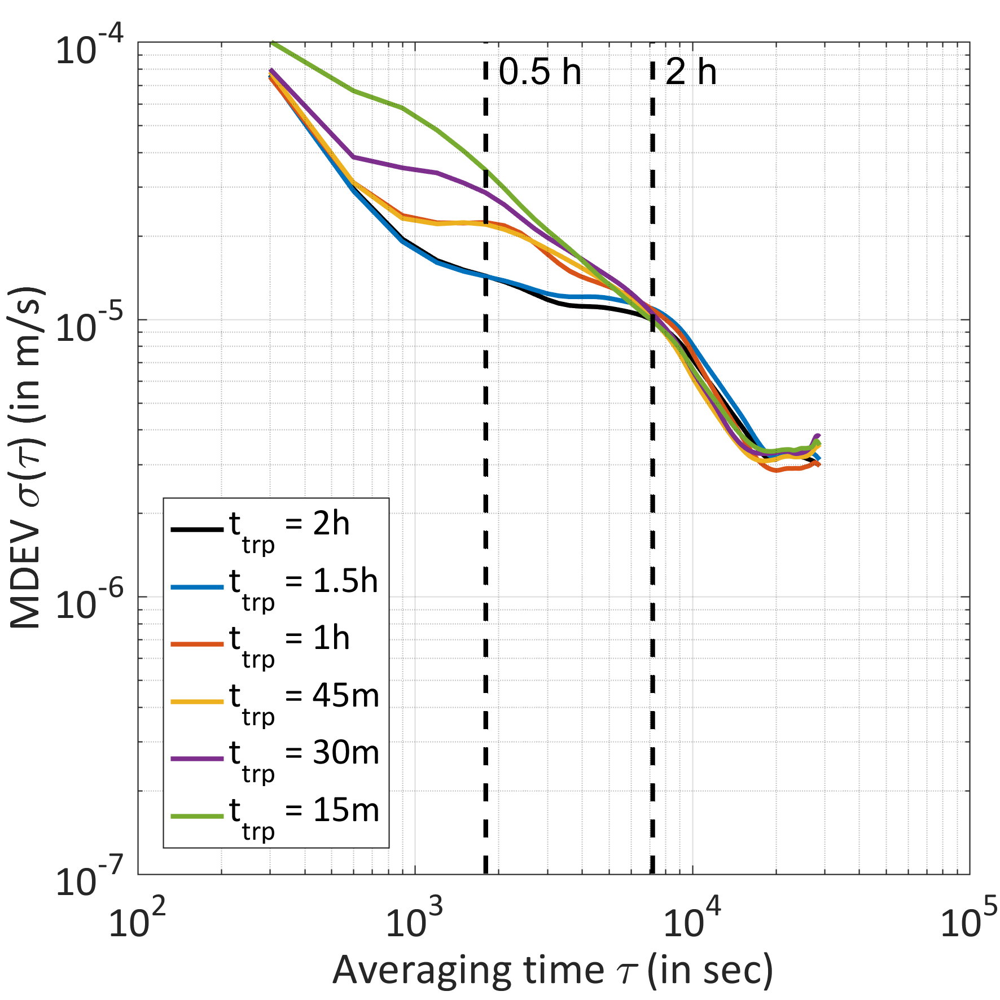 MDEV σ(τ) (in m/s)
10^-4
10^-5
10^-6
10^-7
0.5 h
2 h
t_trp = 2h
t_trp = 1.5h
t_trp = 1h
t_trp = 45m
t_trp = 30m
t_trp = 15m
10^2
10^3
10^4
10^5
Averaging time τ (in sec)